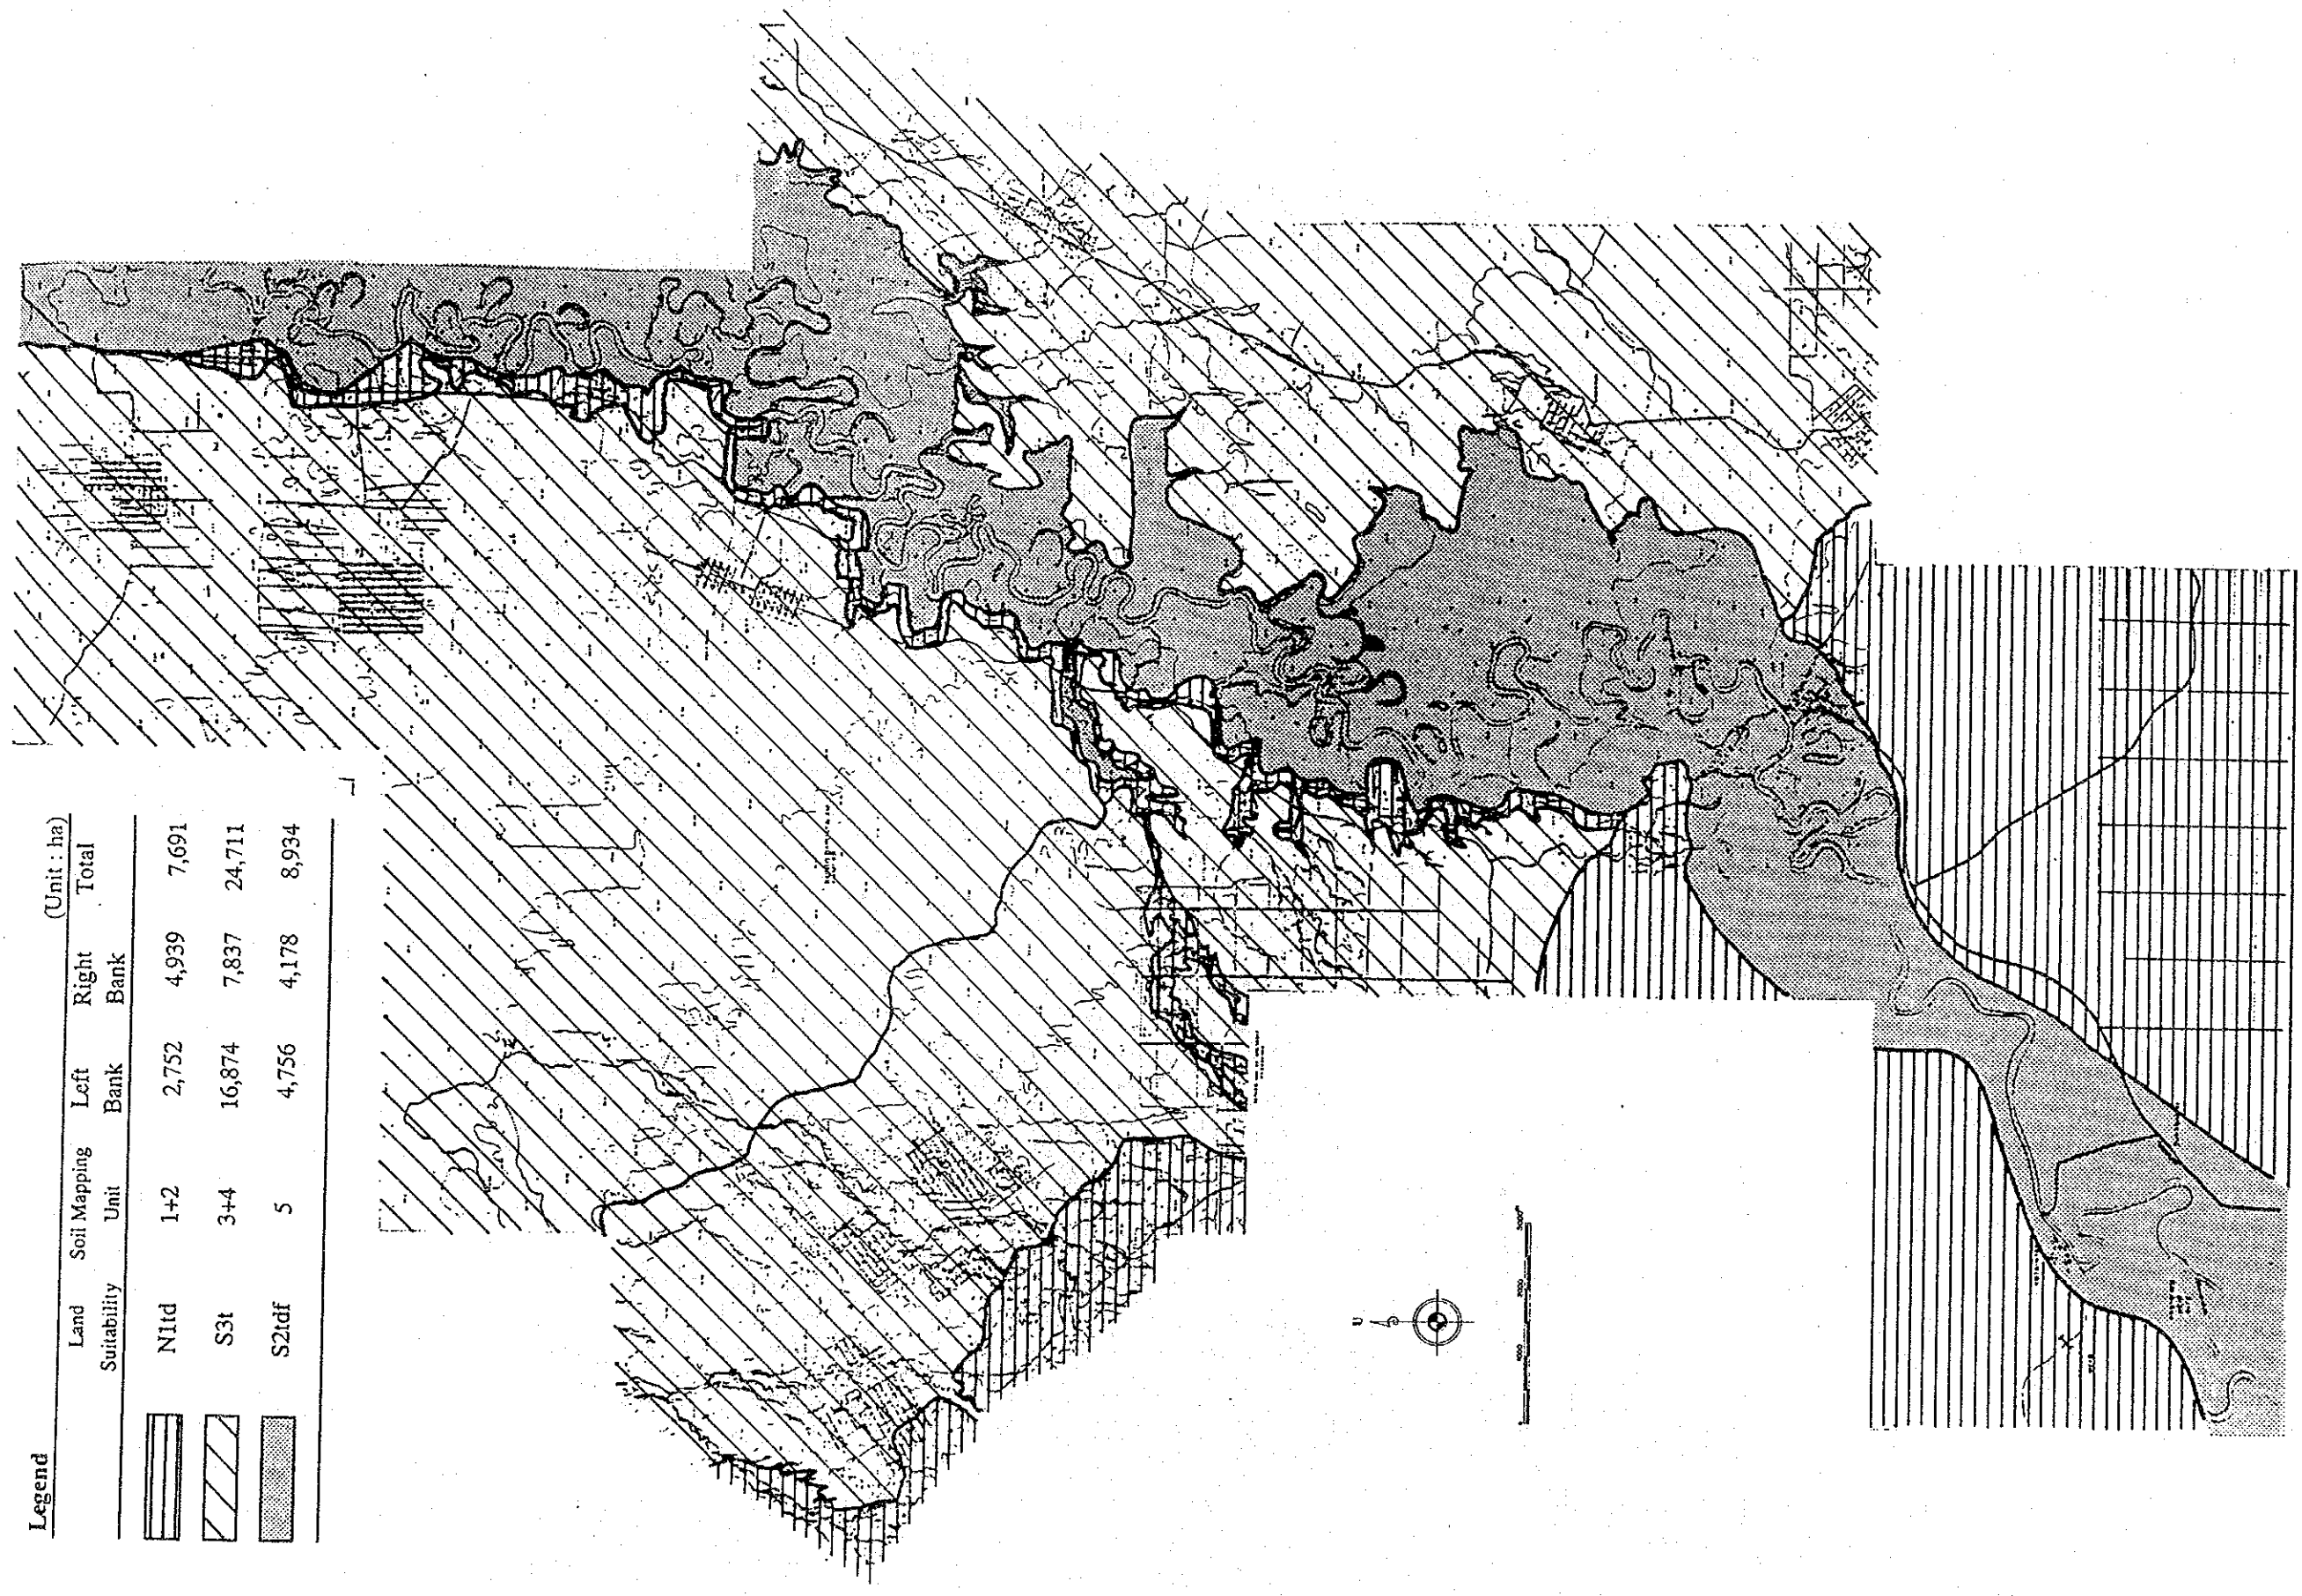 Legend
(Unit : ha)
Land Suitability Soil Mapping Unit Left Bank Right Bank Total
N1td 1+2 2,752 4,939 7,691
S3t 3+4 16,874 7,837 24,711
S2tdf 5 4,756 4,178 8,934